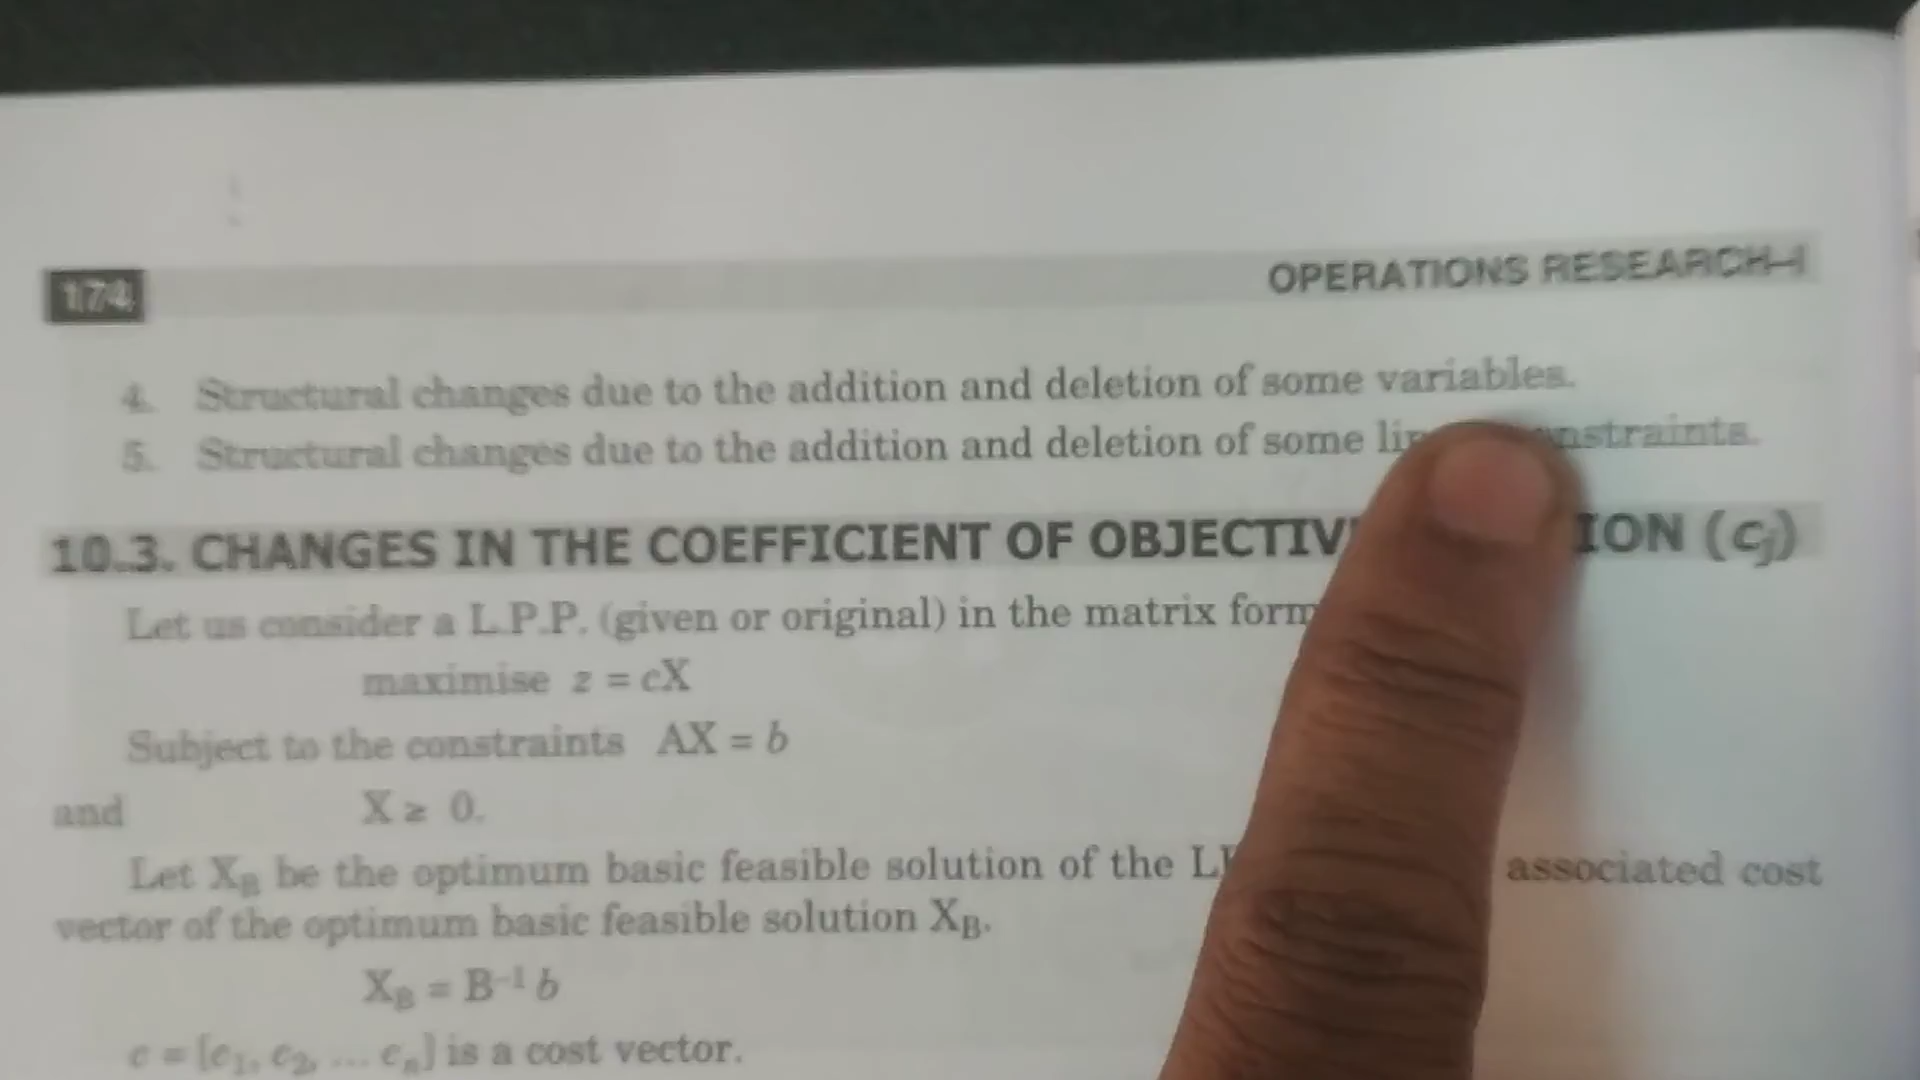 174
OPERATIONS RESEARCH–I
4. Structural changes due to the addition and deletion of some variables.
5. Structural changes due to the addition and deletion of some constraints.
10.3. CHANGES IN THE COEFFICIENT OF OBJECTIV ION (cj)
Let us consider a L.P.P. (given or original) in the matrix form
maximise z = cX
Subject to the constraints AX = b
and X ≥ 0.
Let XB be the optimum basic feasible solution of the associated cost
vector of the optimum basic feasible solution XB.
XB = B⁻¹ b
c = [c1, c2, ... cn] is a cost vector.